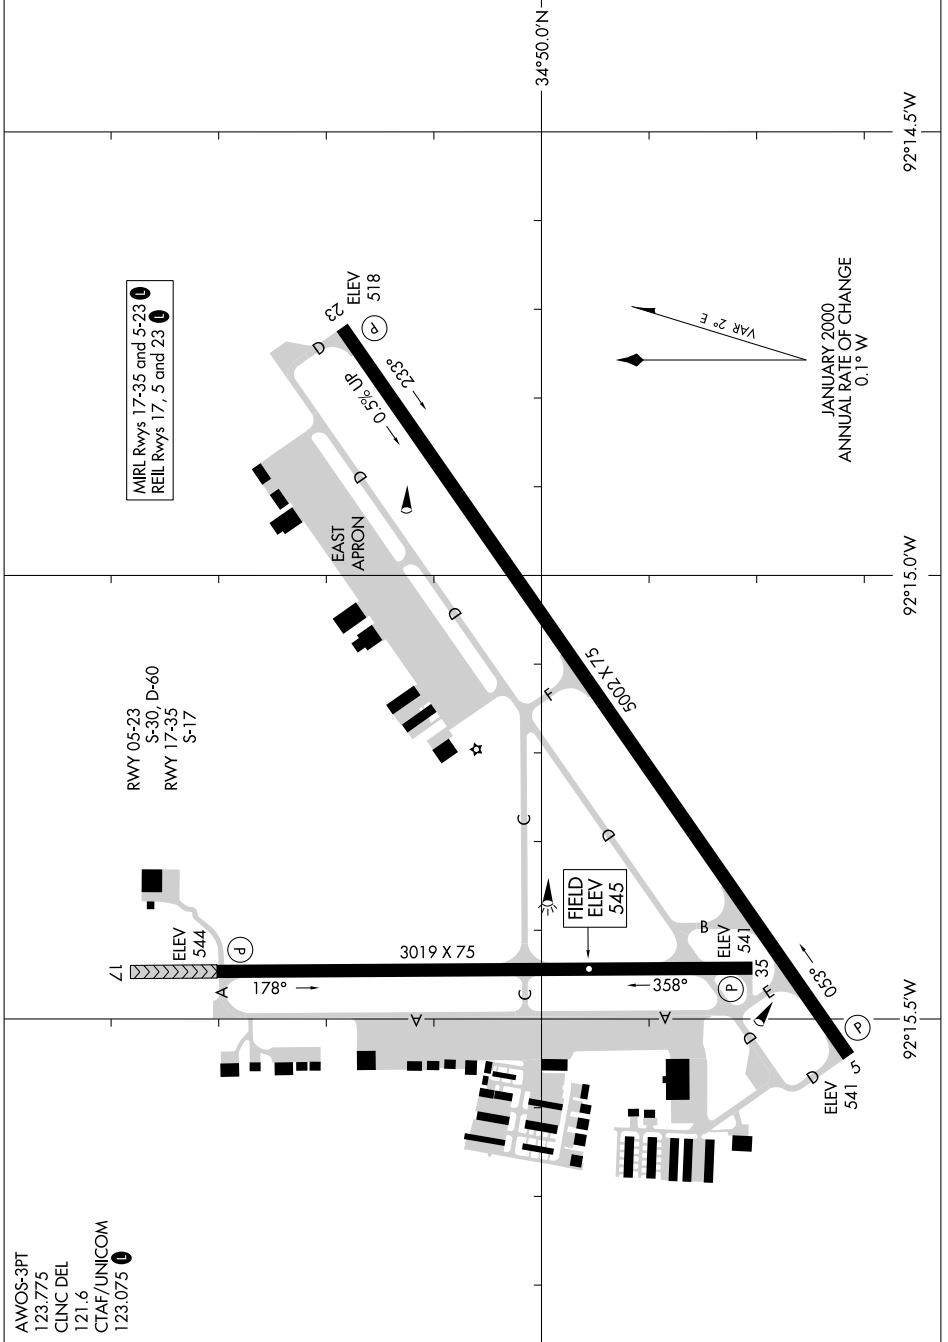 AWOS-3PT
123.775
CLNC DEL
121.6
CTAF/UNICOM
123.075 L
RWY 05-23
S-30, D-60
RWY 17-35
S-17
MIRL Rwys 17-35 and 5-23 L
REIL Rwys 17, 5 and 23 L
34°50.0'N
92°14.5'W
92°15.0'W
92°15.5'W
23
ELEV
518
P
D
0.5% UP
233°
D
EAST
APRON
D
F
5002 X 75
C
D
17
ELEV
544
P
A
178°
3019 X 75
C
A
FIELD
ELEV
545
358°
A
B
ELEV
541
35
P
F
053°
D
P
D
5
ELEV
541
VAR 2° E
JANUARY 2000
ANNUAL RATE OF CHANGE
0.1° W